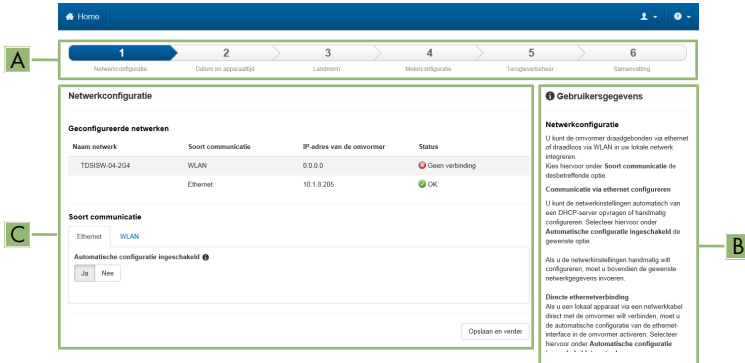 Home
1 2 3 4 5 6
Netwerkconfiguratie Datum en apparaattijd Landnorm Meterconfiguratie Terugleverbeheer Samenvatting
A
Netwerkconfiguratie
Geconfigureerde netwerken
Naam netwerk Soort communicatie IP-adres van de omvormer Status
TDSISW-04-2G4 WLAN 0.0.0.0 Geen verbinding
Ethernet 10.1.8.205 OK
Soort communicatie
Ethernet WLAN
Automatische configuratie ingeschakeld
Ja Nee
Opslaan en verder
C
Gebruikersgegevens
Netwerkconfiguratie
U kunt de omvormer draadgebonden via ethernet
of draadloos via WLAN in uw lokale netwerk
integreren.
Kies hiervoor onder Soort communicatie de
desbetreffende optie.
Communicatie via ethernet configureren
U kunt de netwerkinstellingen automatisch van
een DHCP-server opvragen of handmatig
configureren. Selecteer hiervoor onder
Automatische configuratie ingeschakeld de
gewenste optie.
Als u de netwerkinstellingen handmatig wilt
configureren, moet u bovendien de gewenste
netwerkgegevens invoeren.
Directe ethernetverbinding
Als u een lokaal apparaat via een netwerkkabel
direct met de omvormer wilt verbinden, moet u
de automatische configuratie van de ethernet-
interface in de omvormer activeren. Selecteer
hiervoor onder Automatische configuratie
B